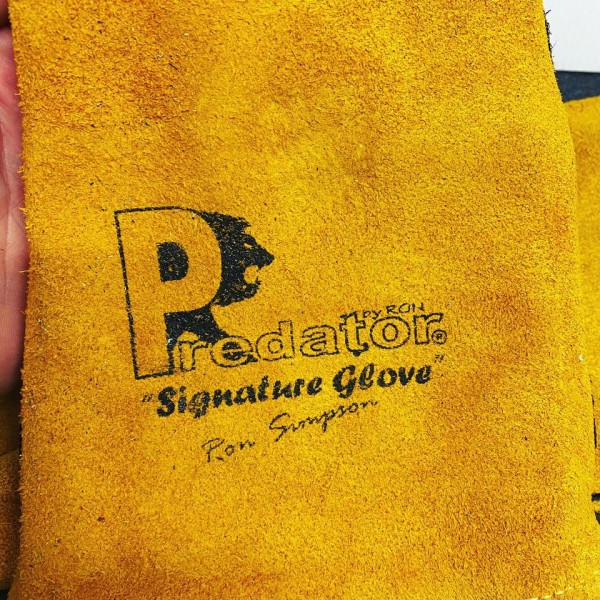 BY RON
Predator®
"Signature Glove"
Ron Simpson